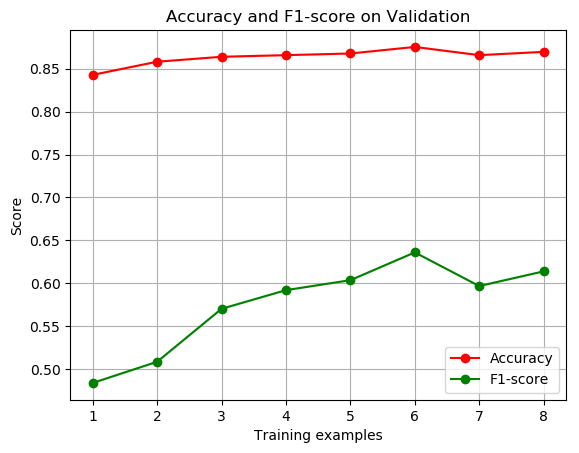 Accuracy and F1-score on Validation
0.85
0.80
0.75
0.70
0.65
0.60
0.55
0.50
Score
1 2 3 4 5 6 7 8
Training examples
Accuracy
F1-score